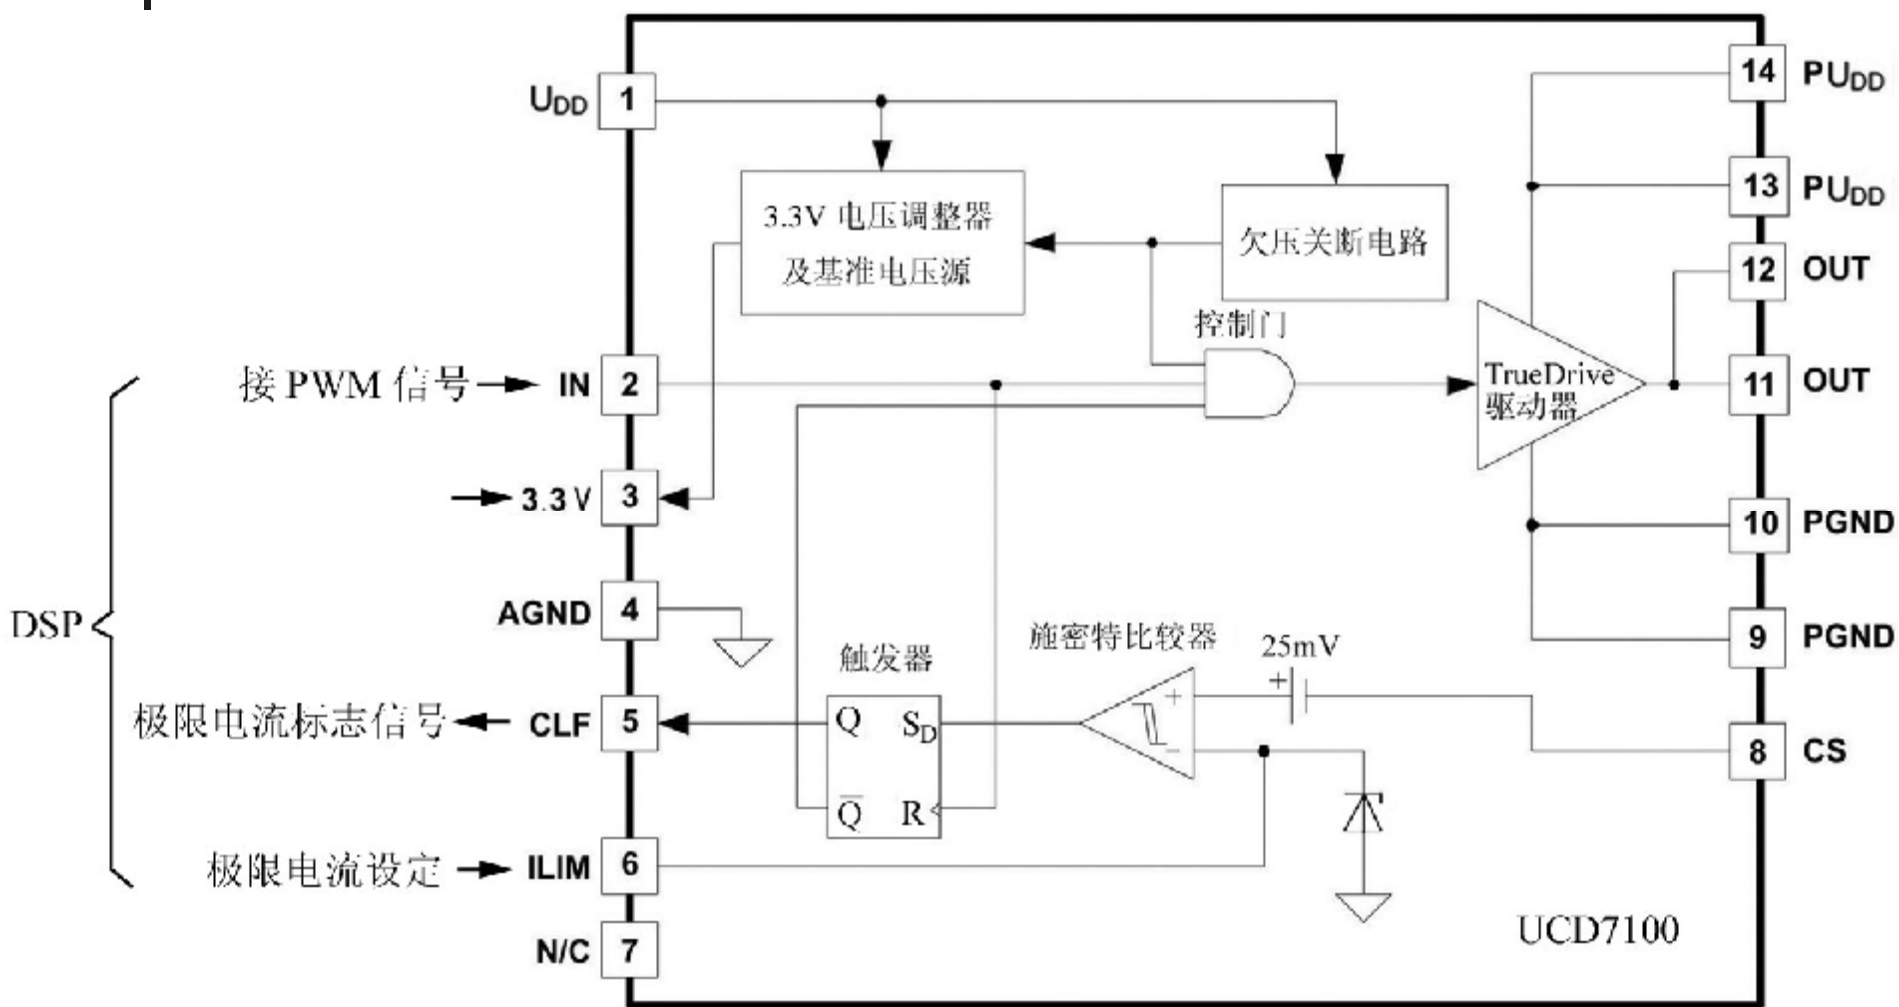 U_DD 1
14 PU_DD
3.3V 电压调整器
及基准电压源
欠压关断电路
13 PU_DD
12 OUT
控制门
接 PWM 信号 IN 2
TrueDrive
驱动器
11 OUT
3.3 V 3
10 PGND
DSP
AGND 4
触发器
施密特比较器
25mV
+
9 PGND
极限电流标志信号 CLF 5
Q S_D
+
-
8 CS
Q̅ R
极限电流设定 ILIM 6
N/C 7
UCD7100